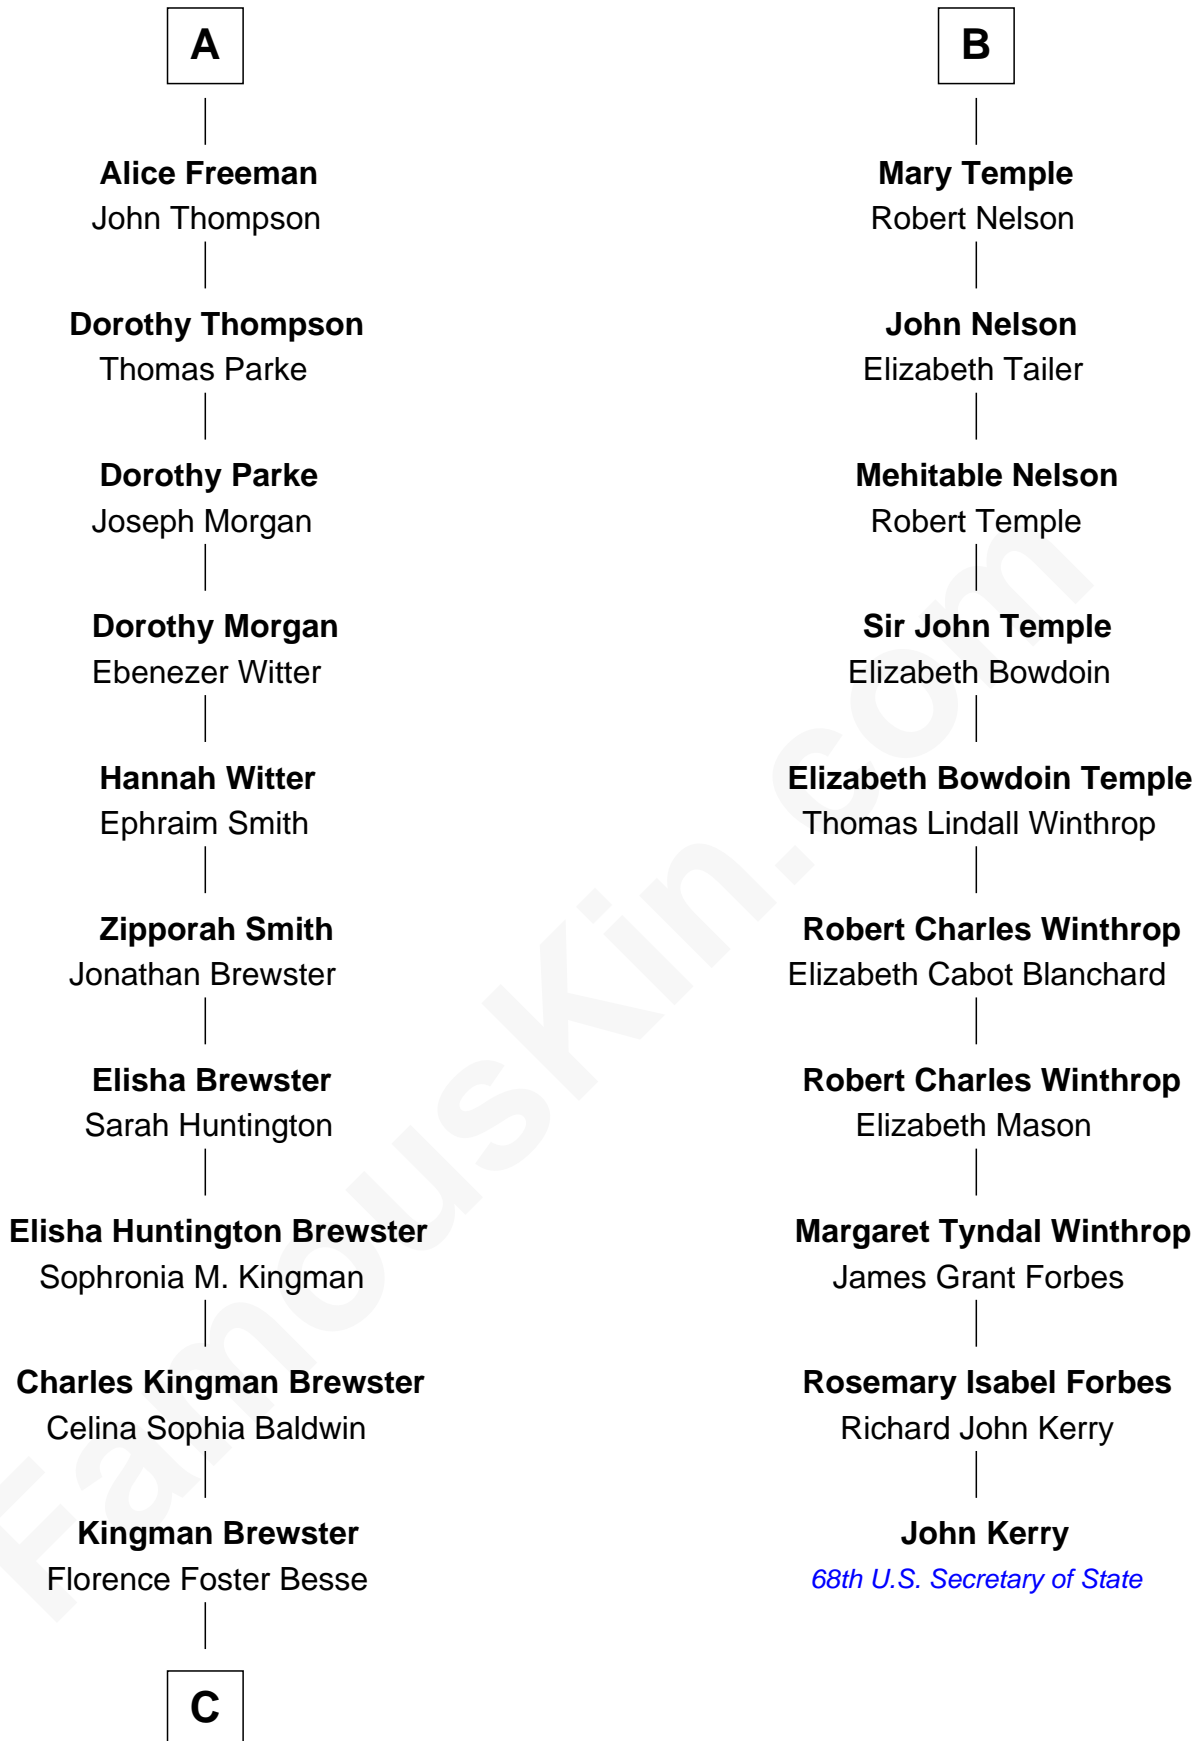 A
Alice Freeman
John Thompson
Dorothy Thompson
Thomas Parke
Dorothy Parke
Joseph Morgan
Dorothy Morgan
Ebenezer Witter
Hannah Witter
Ephraim Smith
Zipporah Smith
Jonathan Brewster
Elisha Brewster
Sarah Huntington
Elisha Huntington Brewster
Sophronia M. Kingman
Charles Kingman Brewster
Celina Sophia Baldwin
Kingman Brewster
Florence Foster Besse
C
B
Mary Temple
Robert Nelson
John Nelson
Elizabeth Tailer
Mehitable Nelson
Robert Temple
Sir John Temple
Elizabeth Bowdoin
Elizabeth Bowdoin Temple
Thomas Lindall Winthrop
Robert Charles Winthrop
Elizabeth Cabot Blanchard
Robert Charles Winthrop
Elizabeth Mason
Margaret Tyndal Winthrop
James Grant Forbes
Rosemary Isabel Forbes
Richard John Kerry
John Kerry
68th U.S. Secretary of State
FamousKin.com